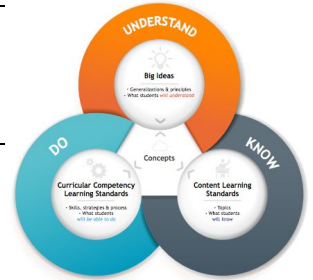 UNDERSTAND
Big Ideas
- Generalizations & principles
- What students will understand
DO
KNOW
Concepts
Curricular Competency
Learning Standards
- Skills, strategies & process
- What students
will be able to do
Content Learning
Standards
- Topics
- What students
will know